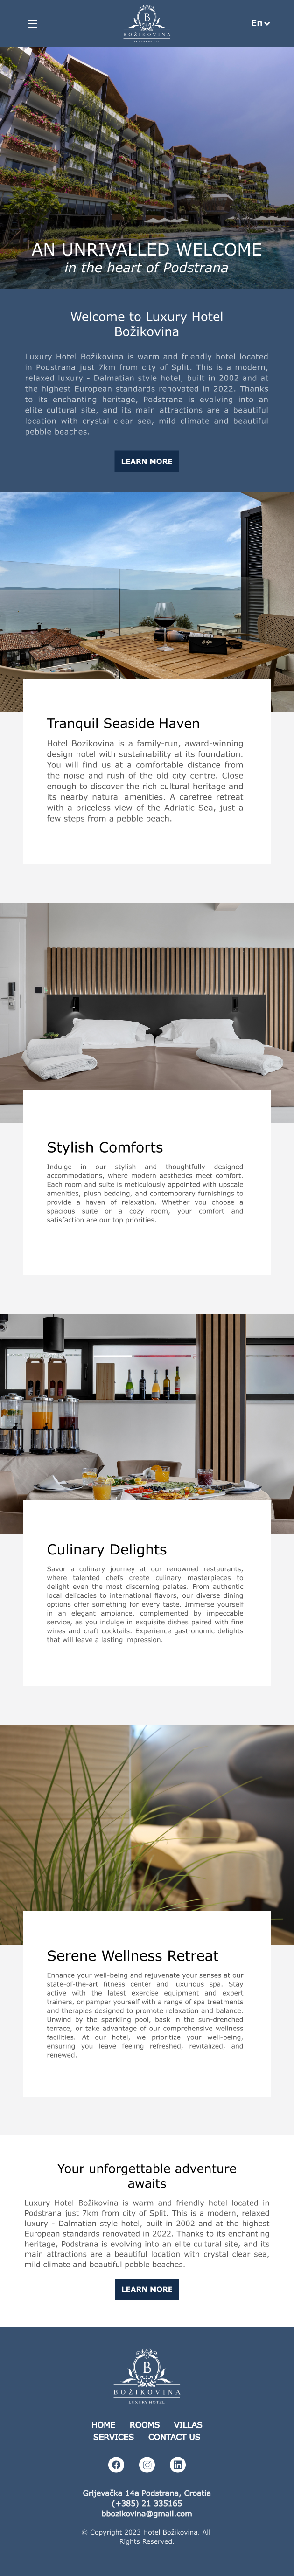 B
BOŽIKOVINA
En
AN UNRIVALLED WELCOME
in the heart of Podstrana
Welcome to Luxury Hotel
Božikovina
Luxury Hotel Božikovina is warm and friendly hotel located
in Podstrana just 7km from city of Split. This is a modern,
relaxed luxury - Dalmatian style hotel, built in 2002 and at
the highest European standards renovated in 2022. Thanks
to its enchanting heritage, Podstrana is evolving into an
elite cultural site, and its main attractions are a beautiful
location with crystal clear sea, mild climate and beautiful
pebble beaches.
LEARN MORE
Tranquil Seaside Haven
Hotel Bozikovina is a family-run, award-winning
design hotel with sustainability at its foundation.
You will find us at a comfortable distance from
the noise and rush of the old city centre. Close
enough to discover the rich cultural heritage and
its nearby natural amenities. A carefree retreat
with a priceless view of the Adriatic Sea, just a
few steps from a pebble beach.
Stylish Comforts
Indulge in our stylish and thoughtfully designed
accommodations, where modern aesthetics meet comfort.
Each room and suite is meticulously appointed with upscale
amenities, plush bedding, and contemporary furnishings to
provide a haven of relaxation. Whether you choose a
spacious suite or a cozy room, your comfort and
satisfaction are our top priorities.
Culinary Delights
Savor a culinary journey at our renowned restaurants,
where talented chefs create culinary masterpieces to
delight even the most discerning palates. From authentic
local delicacies to international flavors, our diverse dining
options offer something for every taste. Immerse yourself
in an elegant ambiance, complemented by impeccable
service, as you indulge in exquisite dishes paired with fine
wines and craft cocktails. Experience gastronomic delights
that will leave a lasting impression.
Serene Wellness Retreat
Enhance your well-being and rejuvenate your senses at our
state-of-the-art fitness center and luxurious spa. Stay
active with the latest exercise equipment and expert
trainers, or pamper yourself with a range of spa treatments
and therapies designed to promote relaxation and balance.
Unwind by the sparkling pool, bask in the sun-drenched
terrace, or take advantage of our comprehensive wellness
facilities. At our hotel, we prioritize your well-being,
ensuring you leave feeling refreshed, revitalized, and
renewed.
Your unforgettable adventure
awaits
Luxury Hotel Božikovina is warm and friendly hotel located in
Podstrana just 7km from city of Split. This is a modern, relaxed
luxury - Dalmatian style hotel, built in 2002 and at the highest
European standards renovated in 2022. Thanks to its enchanting
heritage, Podstrana is evolving into an elite cultural site, and its
main attractions are a beautiful location with crystal clear sea,
mild climate and beautiful pebble beaches.
LEARN MORE
B
BOŽIKOVINA
LUXURY HOTEL
HOME ROOMS VILLAS
SERVICES CONTACT US
Grljevačka 14a Podstrana, Croatia
(+385) 21 335165
bbozikovina@gmail.com
© Copyright 2023 Hotel Božikovina. All
Rights Reserved.